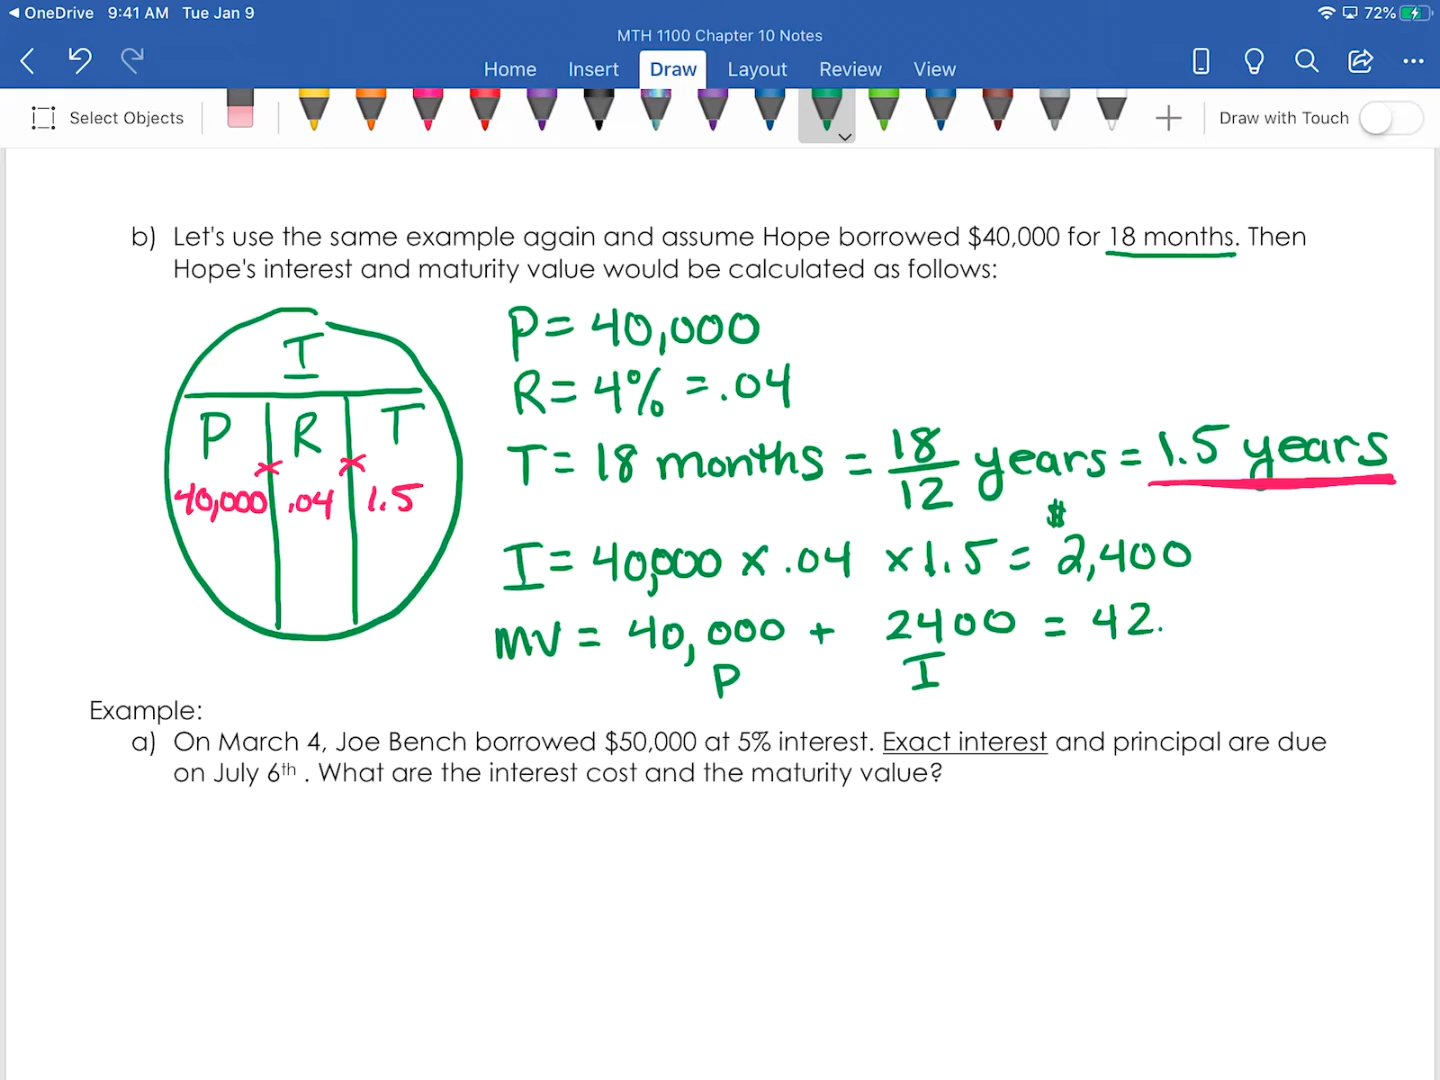 OneDrive 9:41 AM Tue Jan 9 72%
MTH 1100 Chapter 10 Notes
Home Insert Draw Layout Review View
Select Objects Draw with Touch
b) Let's use the same example again and assume Hope borrowed $40,000 for 18 months. Then
Hope's interest and maturity value would be calculated as follows:
I
P R T
× ×
40,000 .04 1.5
P = 40,000
R = 4% = .04
T = 18 months = 18/12 years = 1.5 years
I = 40,000 x .04 x 1.5 = $2,400
MV = 40,000 + 2400 = 42.
P I
Example:
a) On March 4, Joe Bench borrowed $50,000 at 5% interest. Exact interest and principal are due
on July 6th . What are the interest cost and the maturity value?